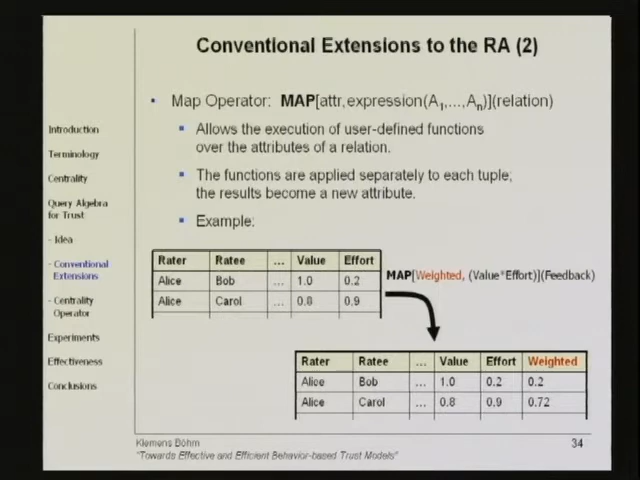 Conventional Extensions to the RA (2)
Introduction
Terminology
Centrality
Query Algebra
for Trust
- Idea
- Conventional
Extensions
- Centrality
Operator
Experiments
Effectiveness
Conclusions
• Map Operator: MAP[attr,expression(A1,...,An)](relation)
▪ Allows the execution of user-defined functions
over the attributes of a relation.
▪ The functions are applied separately to each tuple;
the results become a new attribute.
▪ Example:
Rater Ratee ... Value Effort
Alice Bob ... 1.0 0.2
Alice Carol ... 0.8 0.9
MAP[Weighted, (Value*Effort)](Feedback)
Rater Ratee ... Value Effort Weighted
Alice Bob ... 1.0 0.2 0.2
Alice Carol ... 0.8 0.9 0.72
Klemens Böhm 34
"Towards Effective and Efficient Behavior-based Trust Models"